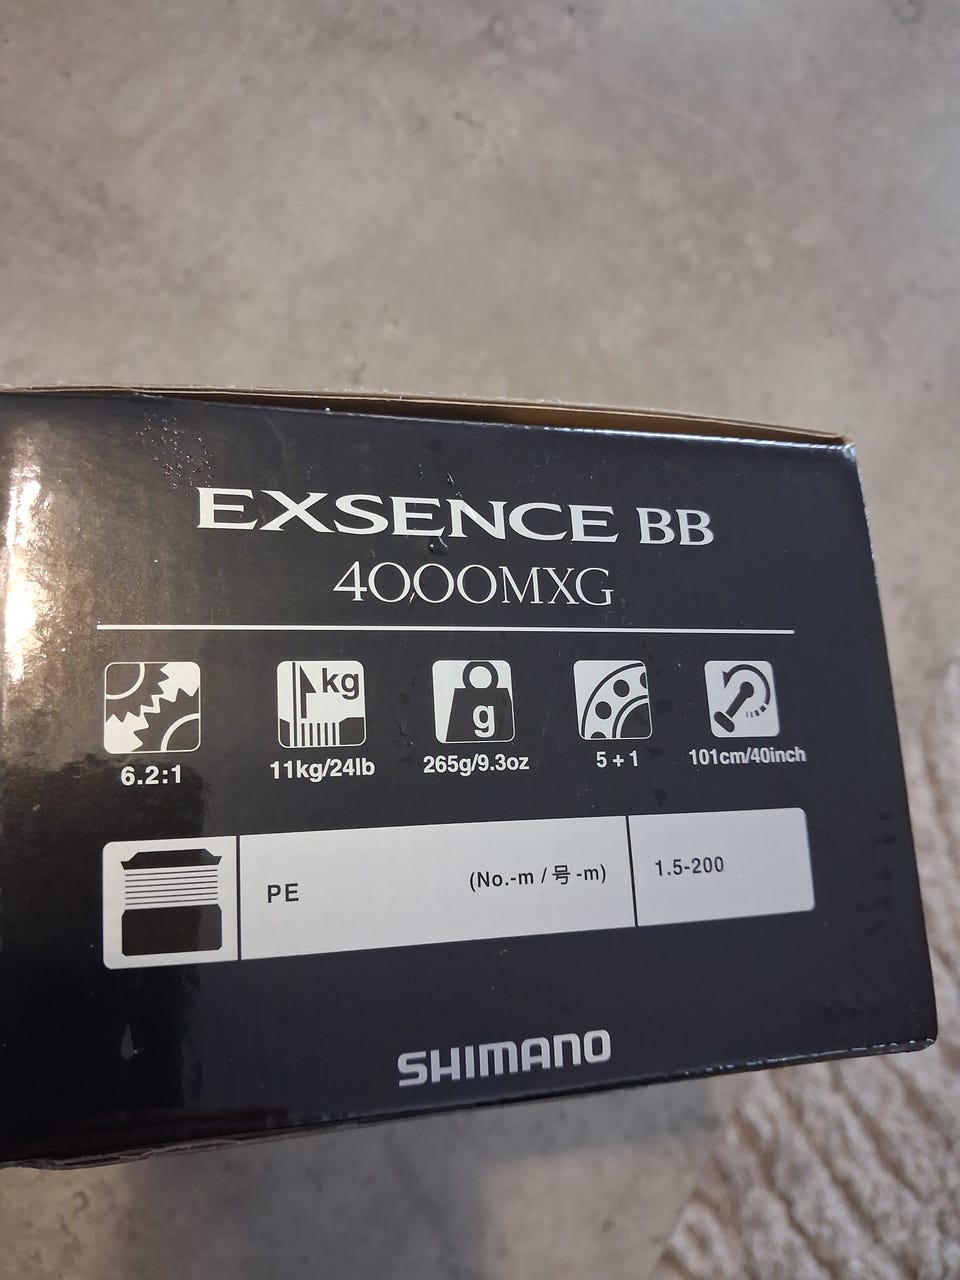 EXSENCE BB
4000MXG
kg
g
6.2:1 11kg/24lb 265g/9.3oz 5+1 101cm/40inch
PE (No.-m / 号 -m) 1.5-200
SHIMANO